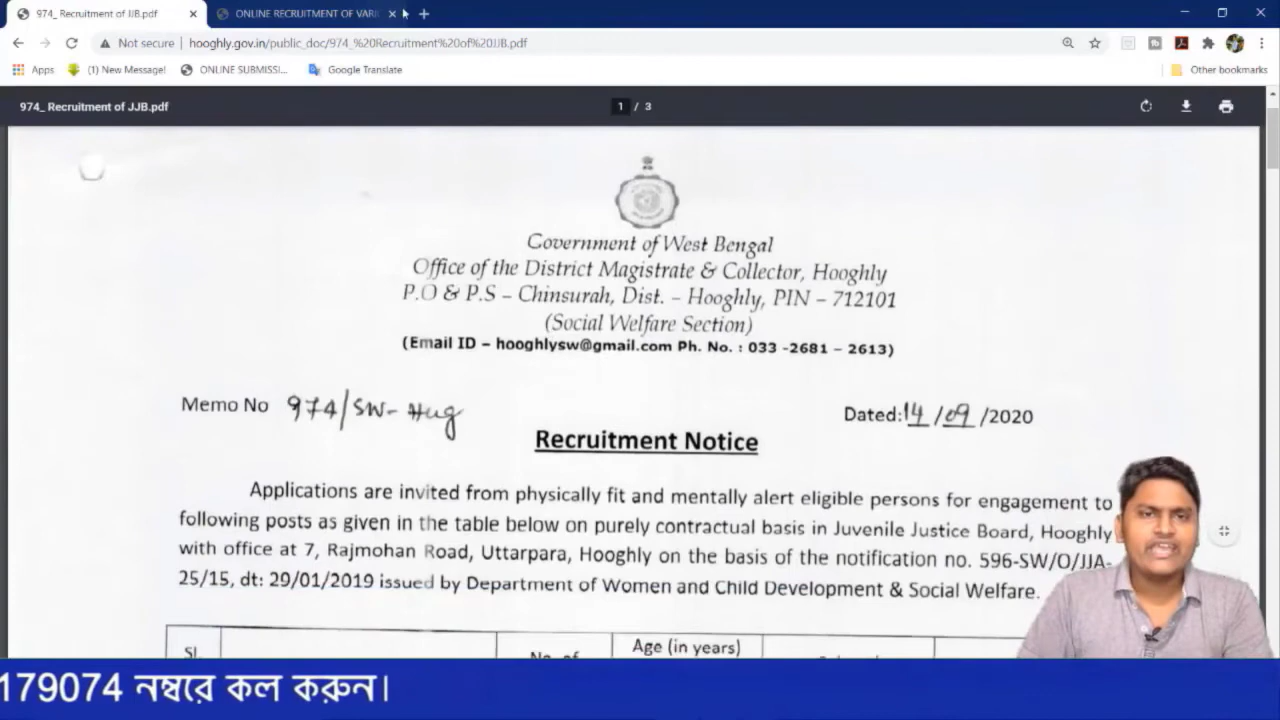 974_ Recruitment of JJB.pdf
ONLINE RECRUITMENT OF VARI
Not secure
hooghly.gov.in/public_doc/974_%20Recruitment%20of%20JJB.pdf
Apps
(1) New Message!
ONLINE SUBMISSI...
Google Translate
Other bookmarks
974_ Recruitment of JJB.pdf
1 / 3
Government of West Bengal
Office of the District Magistrate & Collector, Hooghly
P.O & P.S – Chinsurah, Dist. – Hooghly, PIN – 712101
(Social Welfare Section)
(Email ID – hooghlysw@gmail.com Ph. No. : 033 -2681 – 2613)
Memo No 974/SW-Hug
Dated:14/09/2020
Recruitment Notice
Applications are invited from physically fit and mentally alert eligible persons for engagement to
following posts as given in the table below on purely contractual basis in Juvenile Justice Board, Hooghly
with office at 7, Rajmohan Road, Uttarpara, Hooghly on the basis of the notification no. 596-SW/O/JJA-
25/15, dt: 29/01/2019 issued by Department of Women and Child Development & Social Welfare.
Sl.
No. of
Age (in years)
179074 নম্বরে কল করুন।